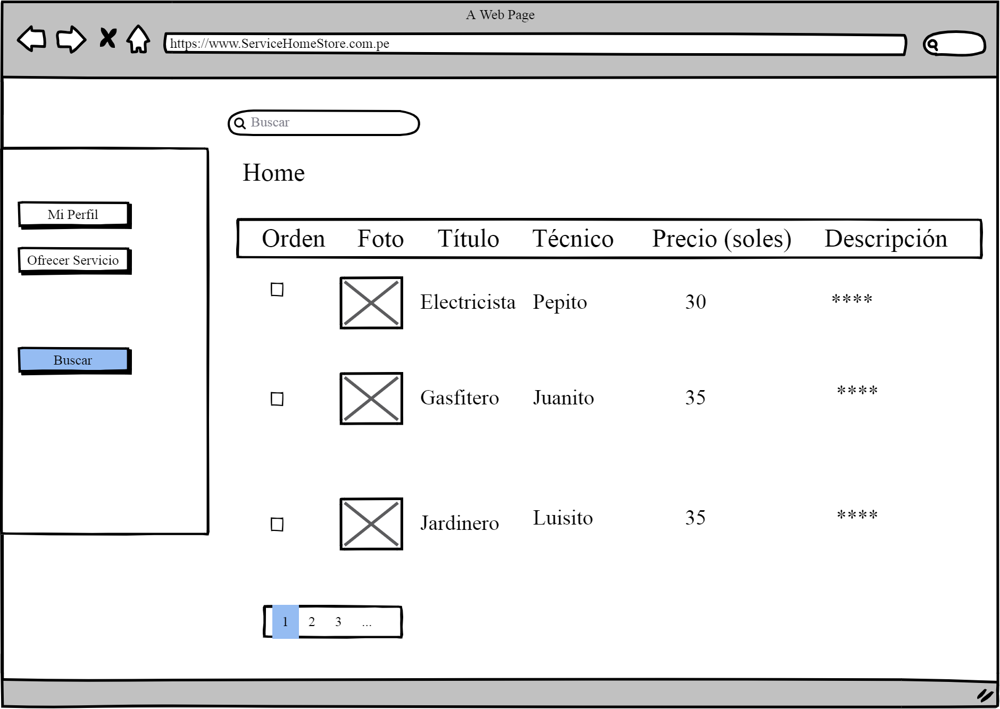 A Web Page
https://www.ServiceHomeStore.com.pe
Buscar
Home
Mi Perfil
Ofrecer Servicio
Buscar
Orden Foto Título Técnico Precio (soles) Descripción
Electricista Pepito 30 ****
Gasfitero Juanito 35 ****
Jardinero Luisito 35 ****
1 2 3 ...